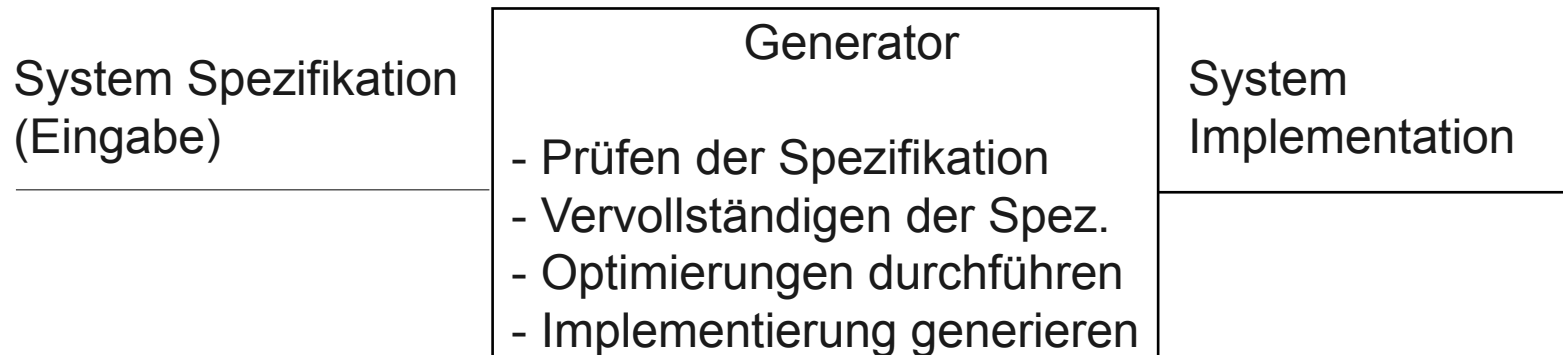 System Spezifikation
(Eingabe)
Generator
- Prüfen der Spezifikation
- Vervollständigen der Spez.
- Optimierungen durchführen
- Implementierung generieren
System
Implementation